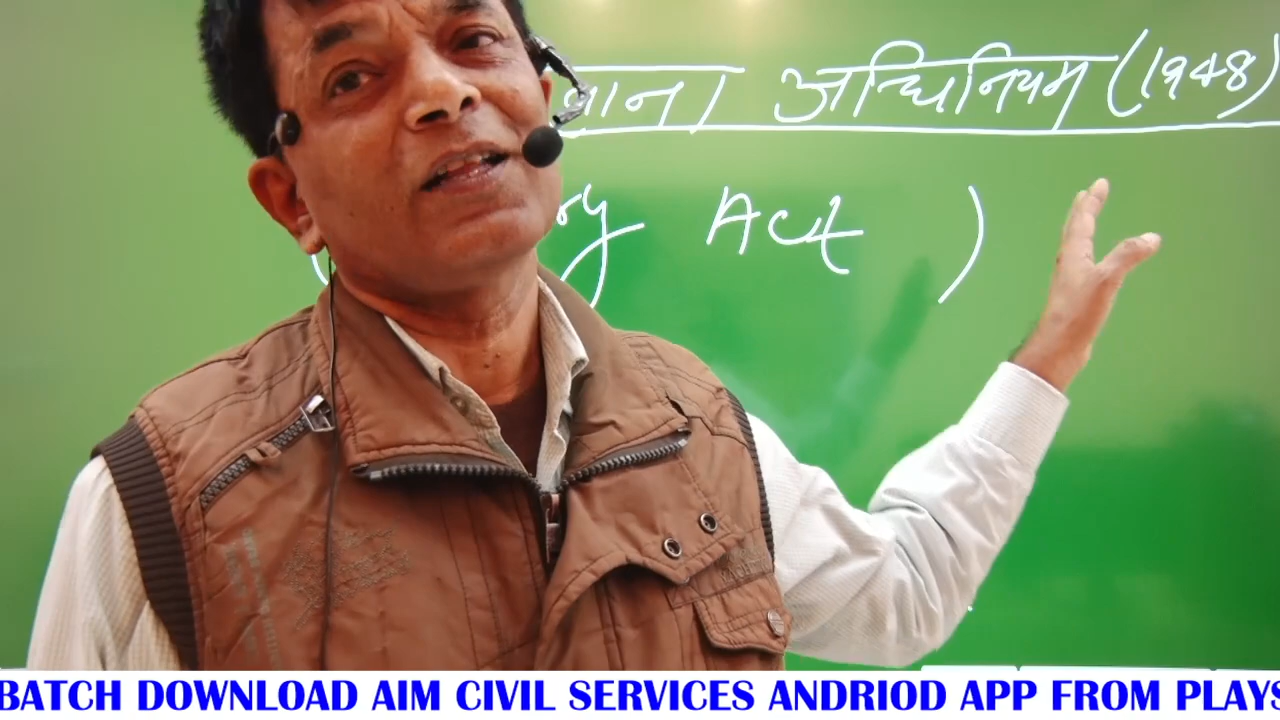 अधिनियम (1948)
Act )
BATCH DOWNLOAD AIM CIVIL SERVICES ANDRIOD APP FROM PLAYS